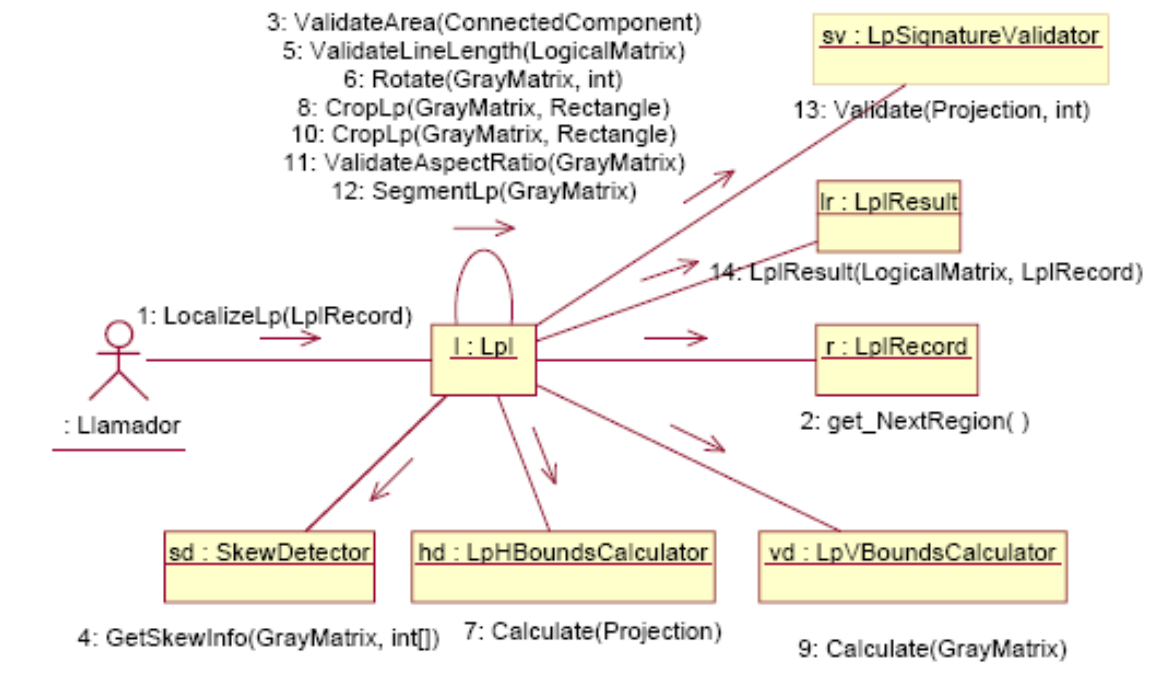 3: ValidateArea(ConnectedComponent)
5: ValidateLineLength(LogicalMatrix)
6: Rotate(GrayMatrix, int)
8: CropLp(GrayMatrix, Rectangle)
10: CropLp(GrayMatrix, Rectangle)
11: ValidateAspectRatio(GrayMatrix)
12: SegmentLp(GrayMatrix)
sv : LpSignatureValidator
13: Validate(Projection, int)
lr : LplResult
14: LplResult(LogicalMatrix, LplRecord)
1: LocalizeLp(LplRecord)
l : Lpl
r : LplRecord
: Llamador
2: get_NextRegion( )
sd : SkewDetector
hd : LpHBoundsCalculator
vd : LpVBoundsCalculator
4: GetSkewInfo(GrayMatrix, int[])
7: Calculate(Projection)
9: Calculate(GrayMatrix)